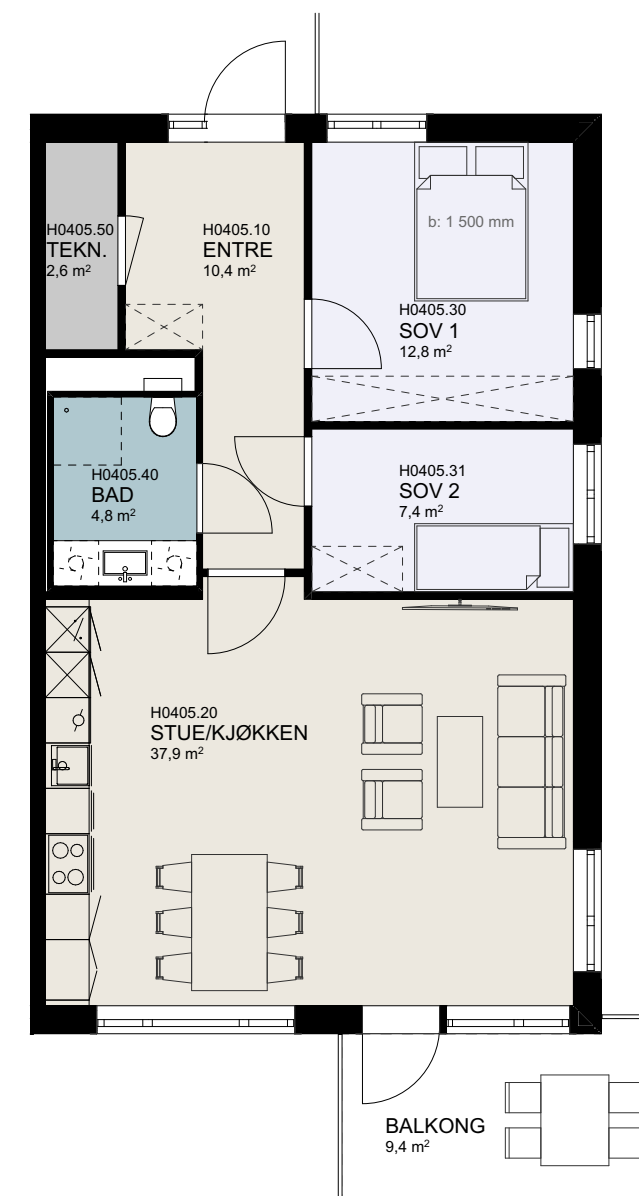 H0405.50
TEKN.
2,6 m²
H0405.10
ENTRE
10,4 m²
b: 1 500 mm
H0405.30
SOV 1
12,8 m²
H0405.40
BAD
4,8 m²
H0405.31
SOV 2
7,4 m²
H0405.20
STUE/KJØKKEN
37,9 m²
BALKONG
9,4 m²